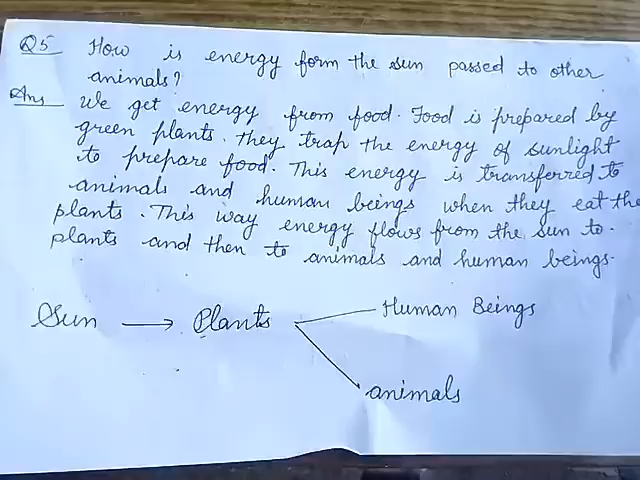 Q5 How is energy form the sun passed to other
animals?
Ans We get energy from food. Food is prepared by
green plants. They trap the energy of sunlight
to prepare food. This energy is transferred to
animals and human beings when they eat the
plants. This way energy flows from the sun to.
plants and then to animals and human beings.
Sun → Plants
Human Beings
animals